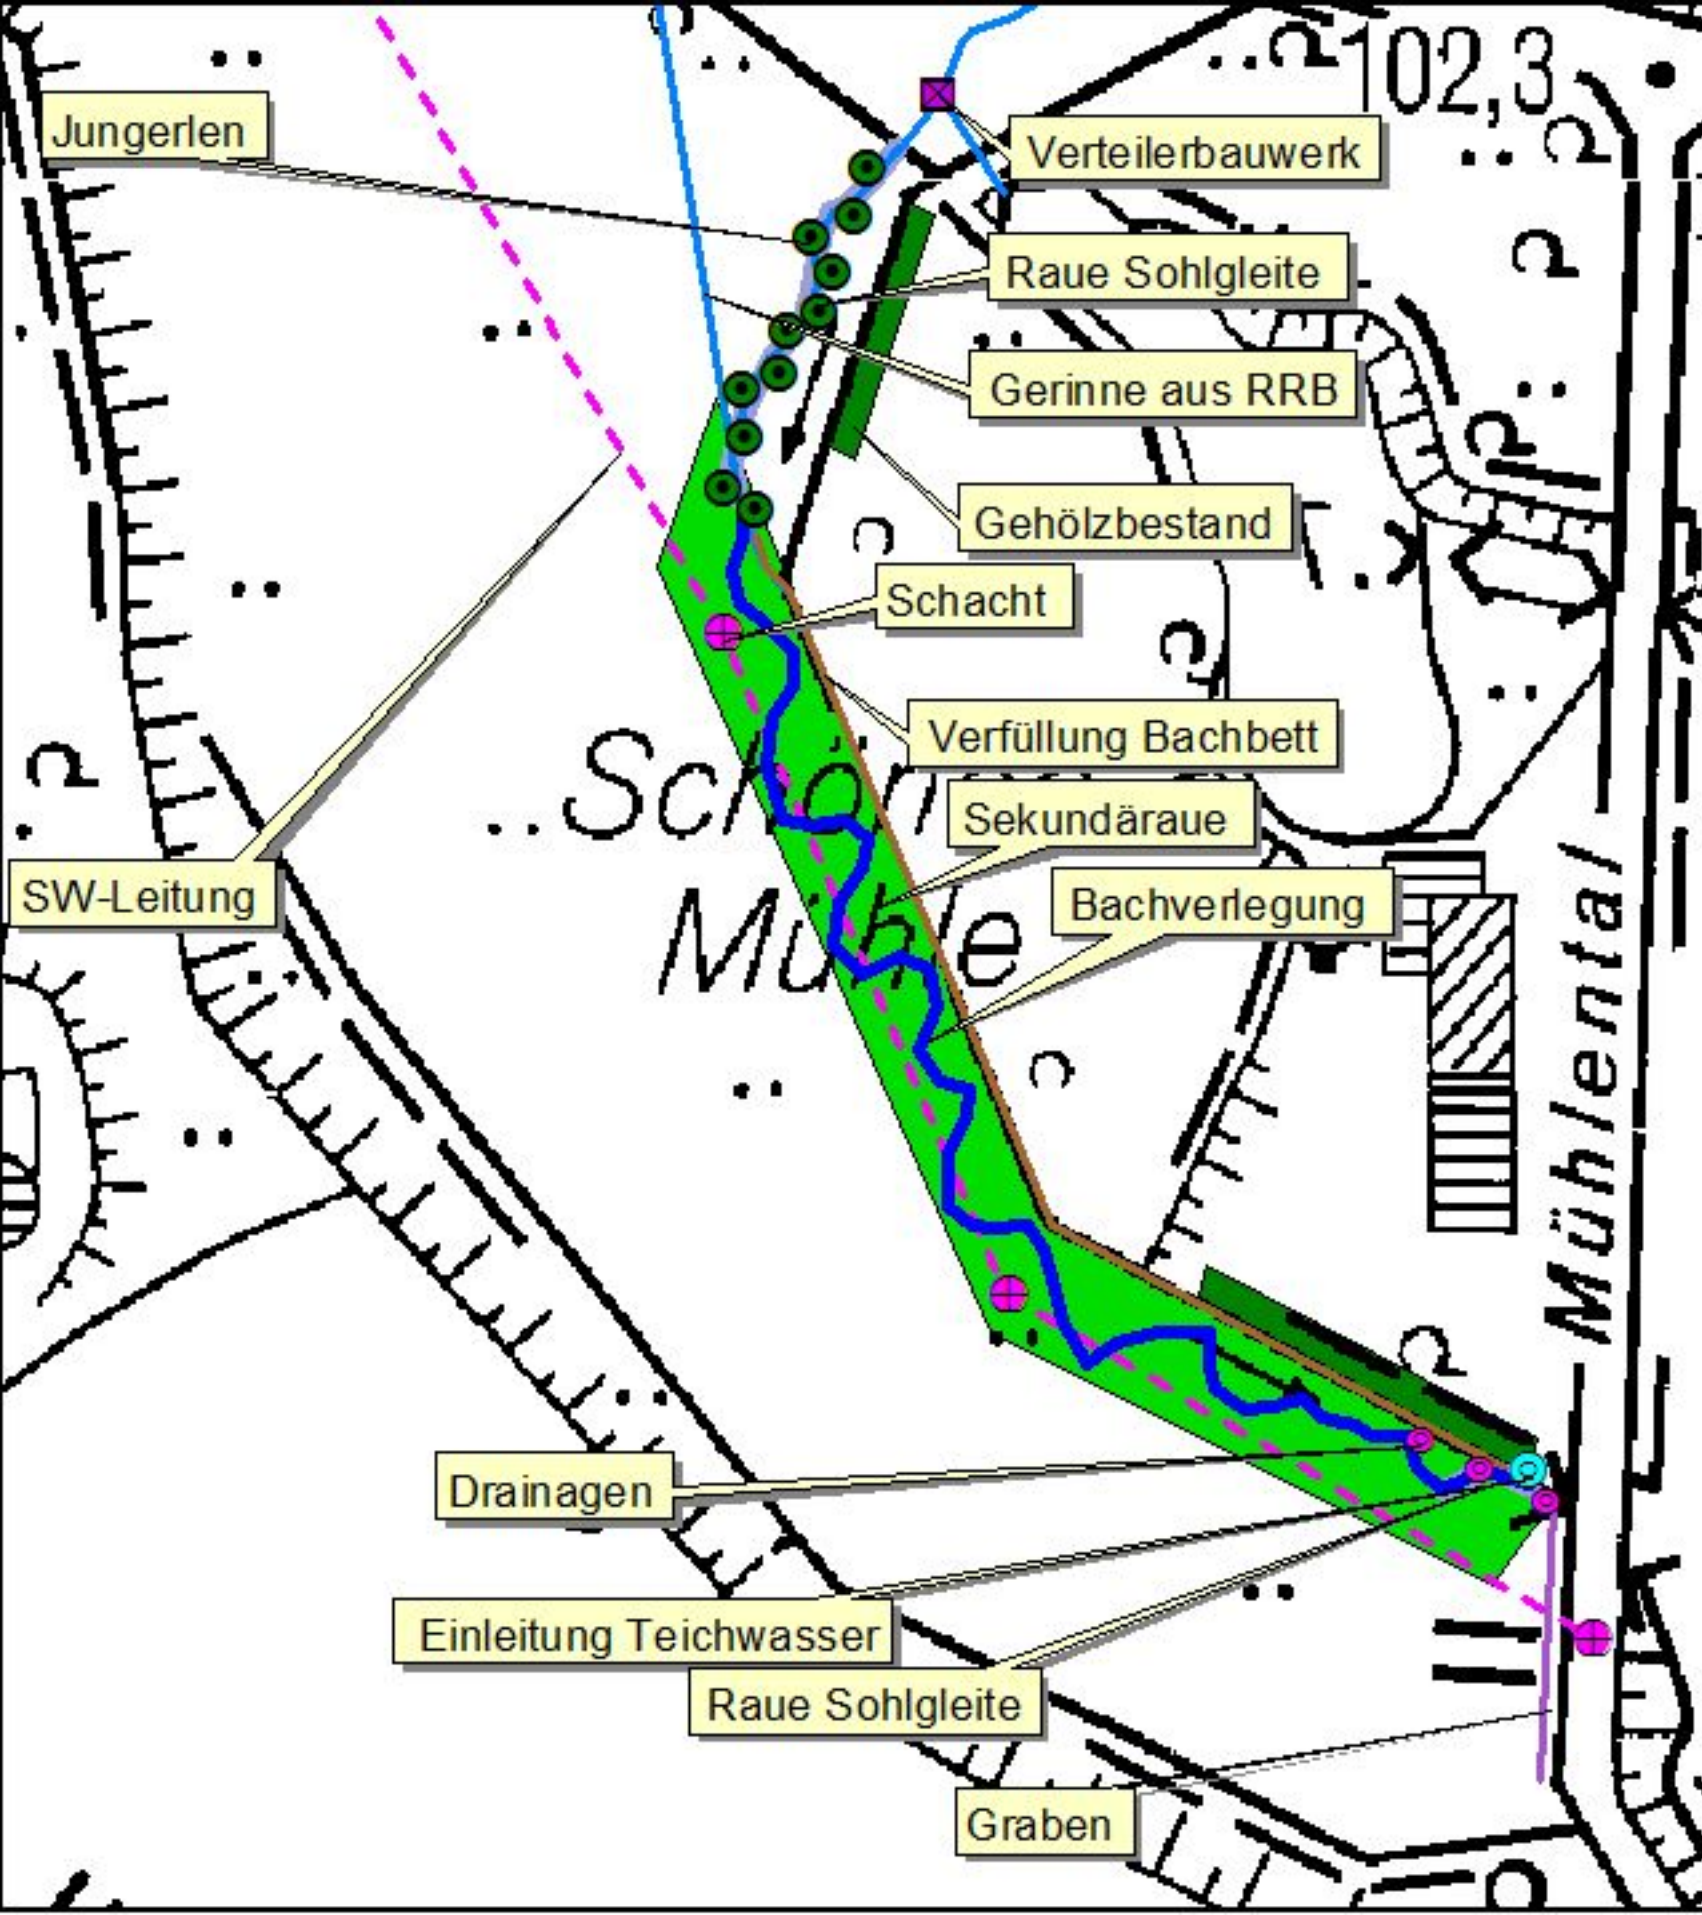 102,3
Jungerlen
Verteilerbauwerk
Raue Sohlgleite
Gerinne aus RRB
Gehölzbestand
Schacht
Verfüllung Bachbett
Sekundäraue
SW-Leitung
Bachverlegung
Mühle
Mühlental
Drainagen
Einleitung Teichwasser
Raue Sohlgleite
Graben